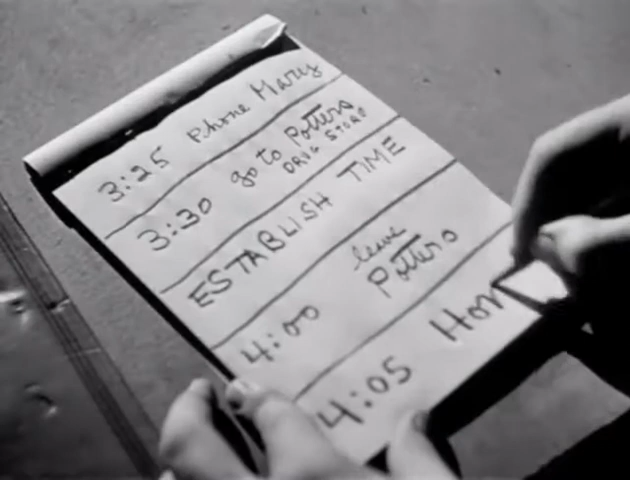 3:25 Phone Mary
3:30 go to Potters
DRUG STORE
ESTABLISH TIME
4:00 leave
Potters
4:05 Hom